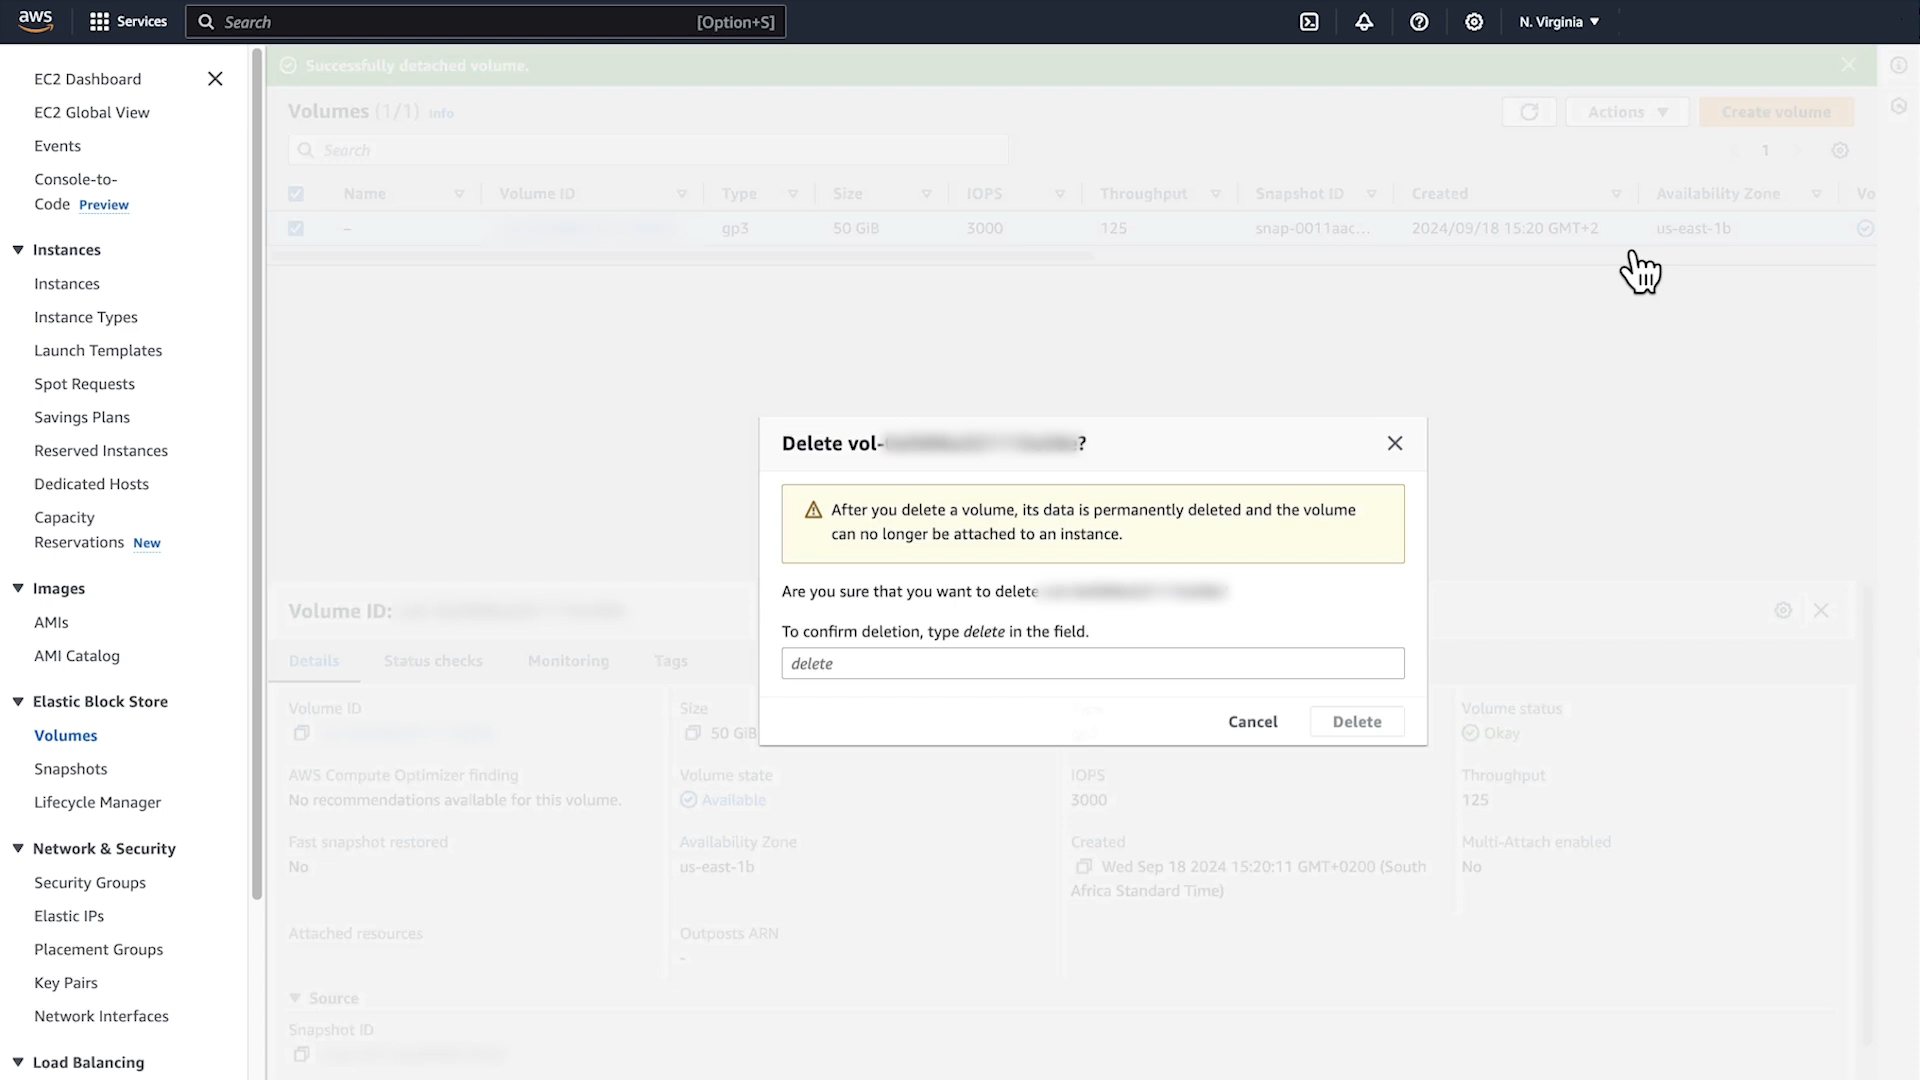 aws
Services
Search
[Option+S]
N. Virginia
EC2 Dashboard
EC2 Global View
Events
Console-to-
Code Preview
Instances
Instances
Instance Types
Launch Templates
Spot Requests
Savings Plans
Reserved Instances
Dedicated Hosts
Capacity
Reservations New
Images
AMIs
AMI Catalog
Elastic Block Store
Volumes
Snapshots
Lifecycle Manager
Network & Security
Security Groups
Elastic IPs
Placement Groups
Key Pairs
Network Interfaces
Load Balancing
Successfully detached volume.
Volumes (1/1) Info
Actions
Create volume
Search
1
Name Volume ID Type Size IOPS Throughput Snapshot ID Created Availability Zone Vo
– gp3 50 GiB 3000 125 snap-0011aac... 2024/09/18 15:20 GMT+2 us-east-1b
Delete vol- ?
After you delete a volume, its data is permanently deleted and the volume
can no longer be attached to an instance.
Are you sure that you want to delete
To confirm deletion, type delete in the field.
delete
Cancel
Delete
Volume ID:
Details Status checks Monitoring Tags
Volume ID
Size
50 GiB
Volume status
Okay
AWS Compute Optimizer finding
No recommendations available for this volume.
Volume state
Available
IOPS
3000
Throughput
125
Fast snapshot restored
No
Availability Zone
us-east-1b
Created
Wed Sep 18 2024 15:20:11 GMT+0200 (South
Africa Standard Time)
Multi-Attach enabled
No
Attached resources
Outposts ARN
-
Source
Snapshot ID